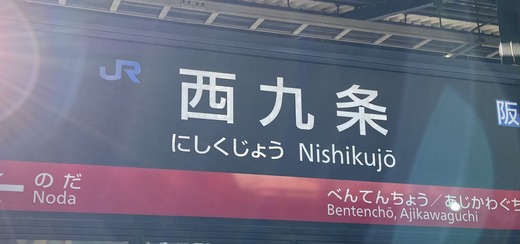 JR
西九条
阪
にしくじょう Nishikujō
← のだ
Noda
べんてんちょう／あじかわぐち
Bentenchō, Ajikawaguchi